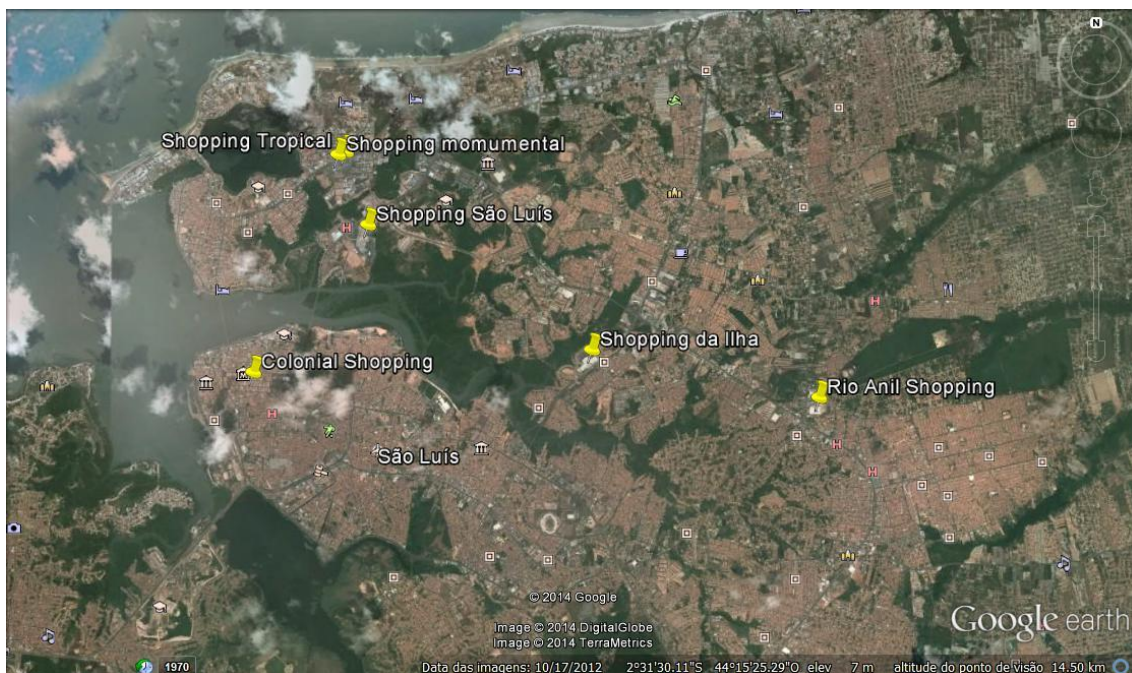 N
Shopping Tropical
Shopping momumental
Shopping São Luís
Shopping da Ilha
Colonial Shopping
Rio Anil Shopping
São Luís
© 2014 Google
Image © 2014 DigitalGlobe
Image © 2014 TerraMetrics
Google earth
1970
Data das imagens: 10/17/2012 2°31'30.11"S 44°15'25.29"O elev 7 m altitude do ponto de visão 14.50 km